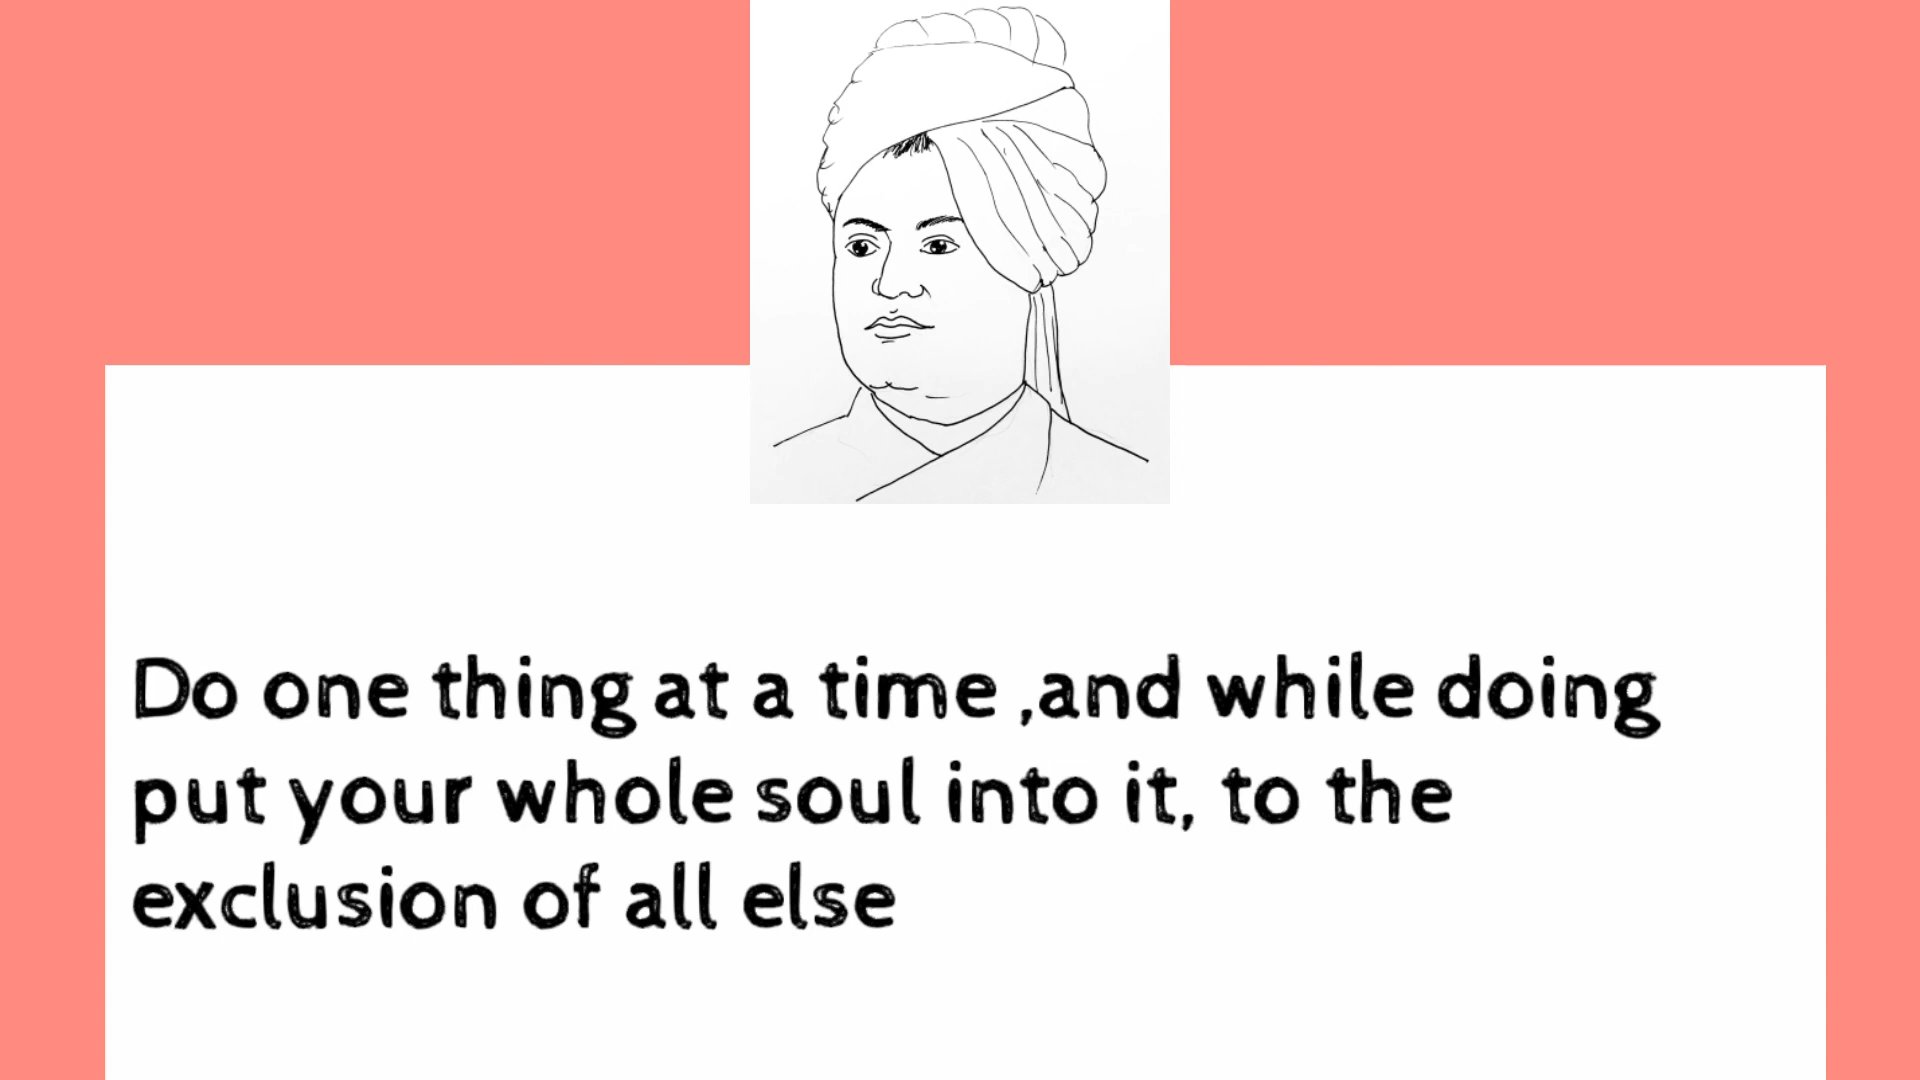 Do one thing at a time ,and while doing
put your whole soul into it, to the
exclusion of all else